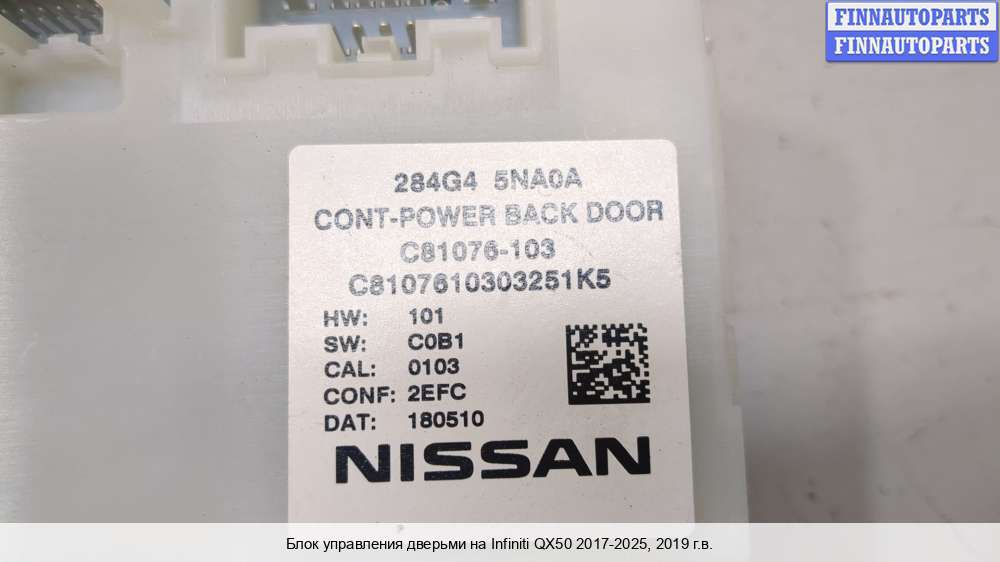 FINNAUTOPARTS
FINNAUTOPARTS
284G4 5NA0A
CONT-POWER BACK DOOR
C81076-103
C8107610303251K5
HW: 101
SW: C0B1
CAL: 0103
CONF: 2EFC
DAT: 180510
NISSAN
Блок управления дверьми на Infiniti QX50 2017-2025, 2019 г.в.